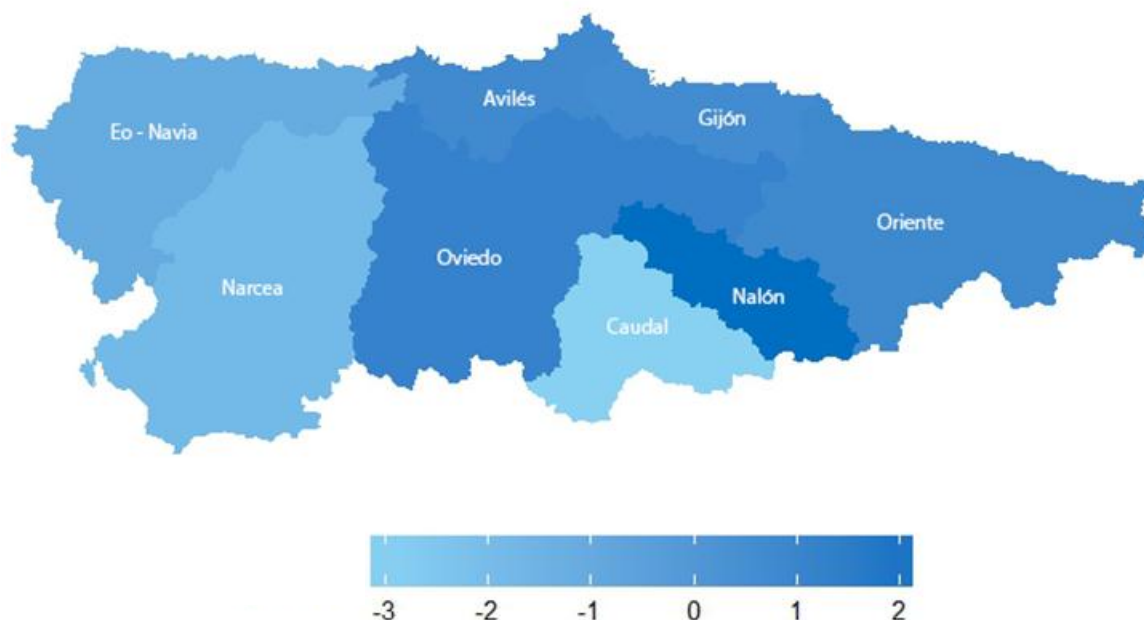 Avilés
Gijón
Eo - Navia
Oriente
Oviedo
Narcea
Nalón
Caudal
-3 -2 -1 0 1 2